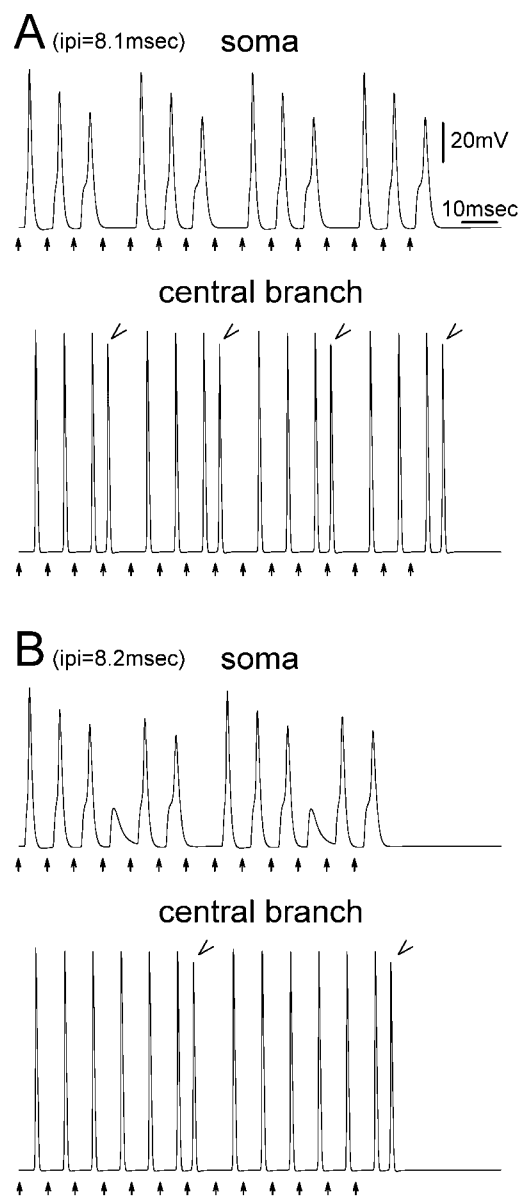 A (ipi=8.1msec) soma
20mV
10msec
central branch
B (ipi=8.2msec) soma
central branch